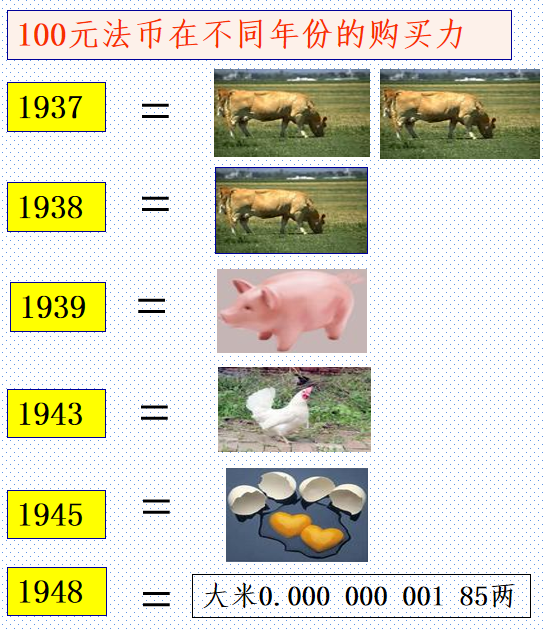 100元法币在不同年份的购买力
1937 =
1938 =
1939 =
1943 =
1945 =
1948 = 大米0.000 000 001 85两